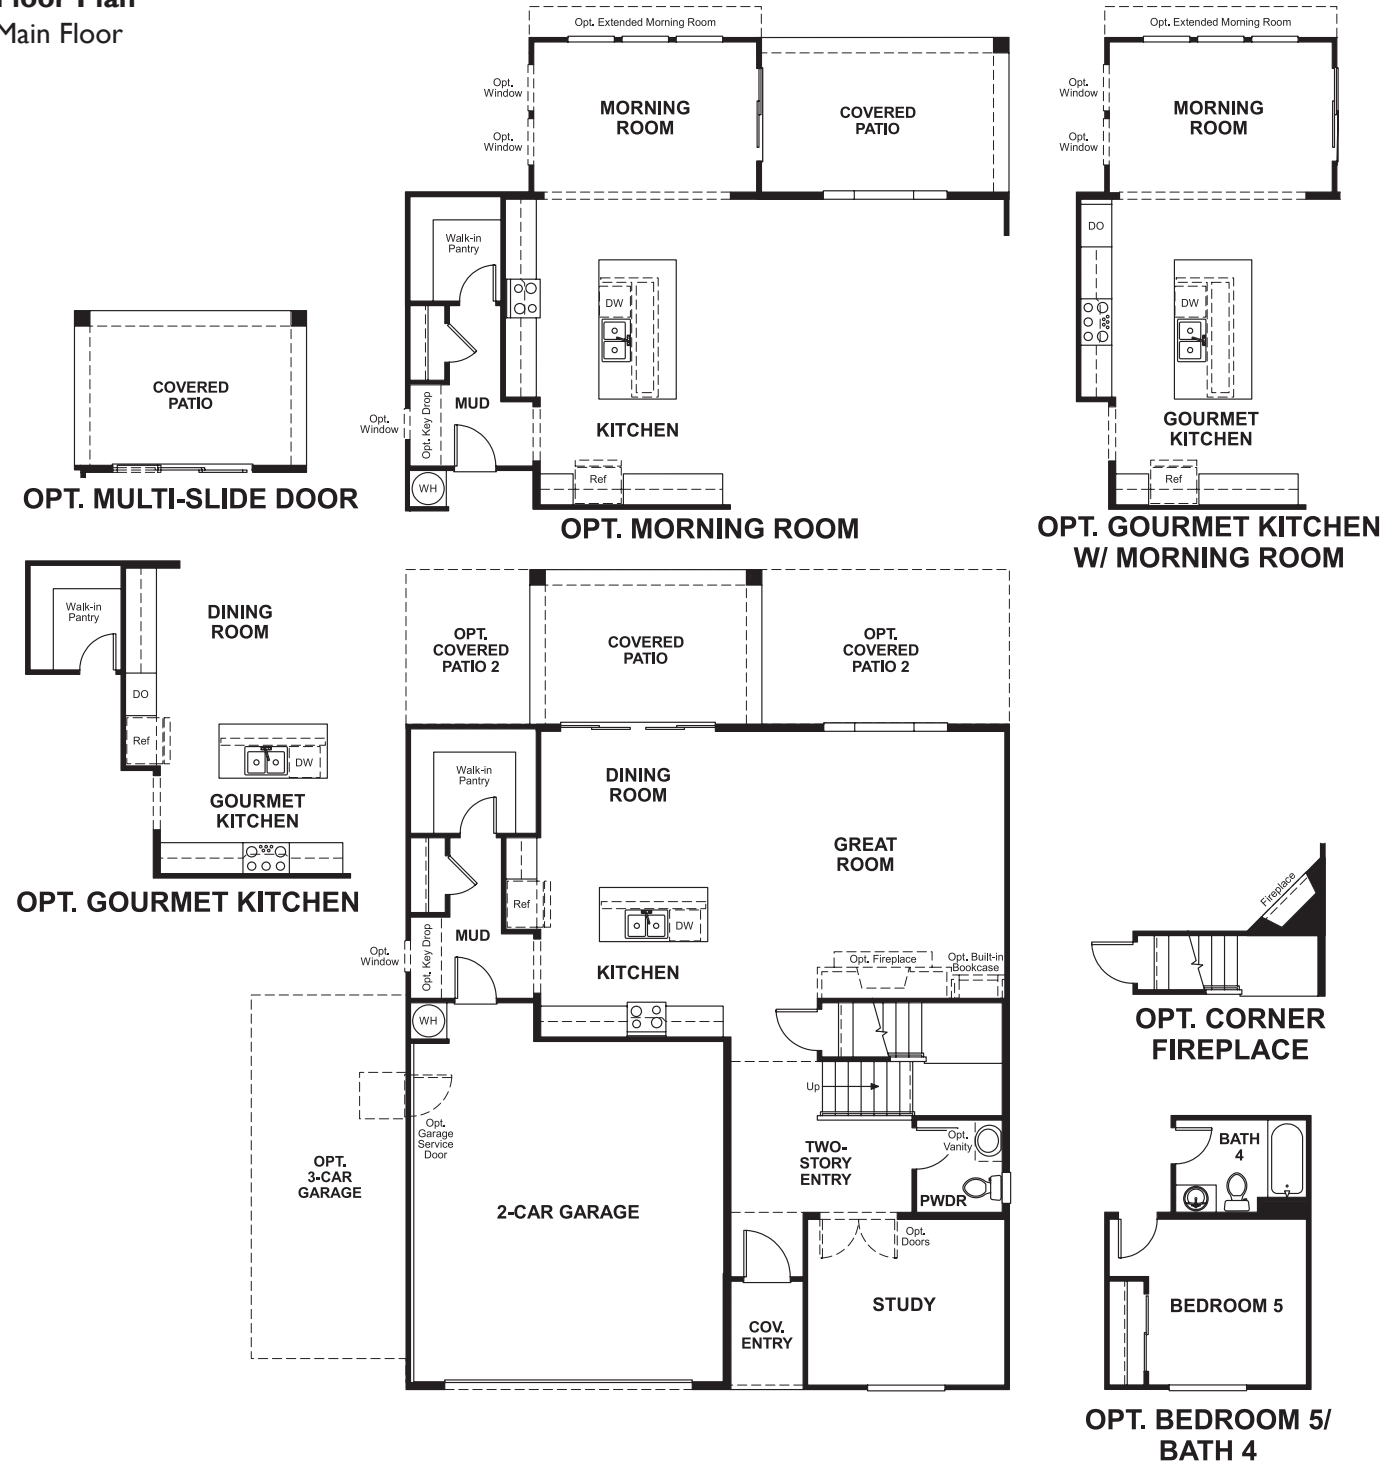 Floor Plan
Main Floor
Opt. Extended Morning Room
Opt.
Window
Opt.
Window
MORNING
ROOM
COVERED
PATIO
Walk-in
Pantry
DW
MUD
Opt. Key Drop
Opt.
Window
KITCHEN
WH
Ref
OPT. MORNING ROOM
Opt. Extended Morning Room
Opt.
Window
Opt.
Window
MORNING
ROOM
DO
DW
GOURMET
KITCHEN
Ref
OPT. GOURMET KITCHEN
W/ MORNING ROOM
COVERED
PATIO
OPT. MULTI-SLIDE DOOR
Walk-in
Pantry
DINING
ROOM
DO
Ref
DW
GOURMET
KITCHEN
OPT. GOURMET KITCHEN
OPT.
COVERED
PATIO 2
COVERED
PATIO
OPT.
COVERED
PATIO 2
Walk-in
Pantry
DINING
ROOM
GREAT
ROOM
Ref
DW
MUD
Opt. Key Drop
Opt.
Window
KITCHEN
Opt. Fireplace
Opt. Built-in
Bookcase
WH
Up
Opt.
Garage
Service
Door
OPT.
3-CAR
GARAGE
2-CAR GARAGE
TWO-
STORY
ENTRY
Opt.
Vanity
PWDR
Opt.
Doors
STUDY
COV.
ENTRY
Fireplace
OPT. CORNER
FIREPLACE
BATH
4
BEDROOM 5
OPT. BEDROOM 5/
BATH 4